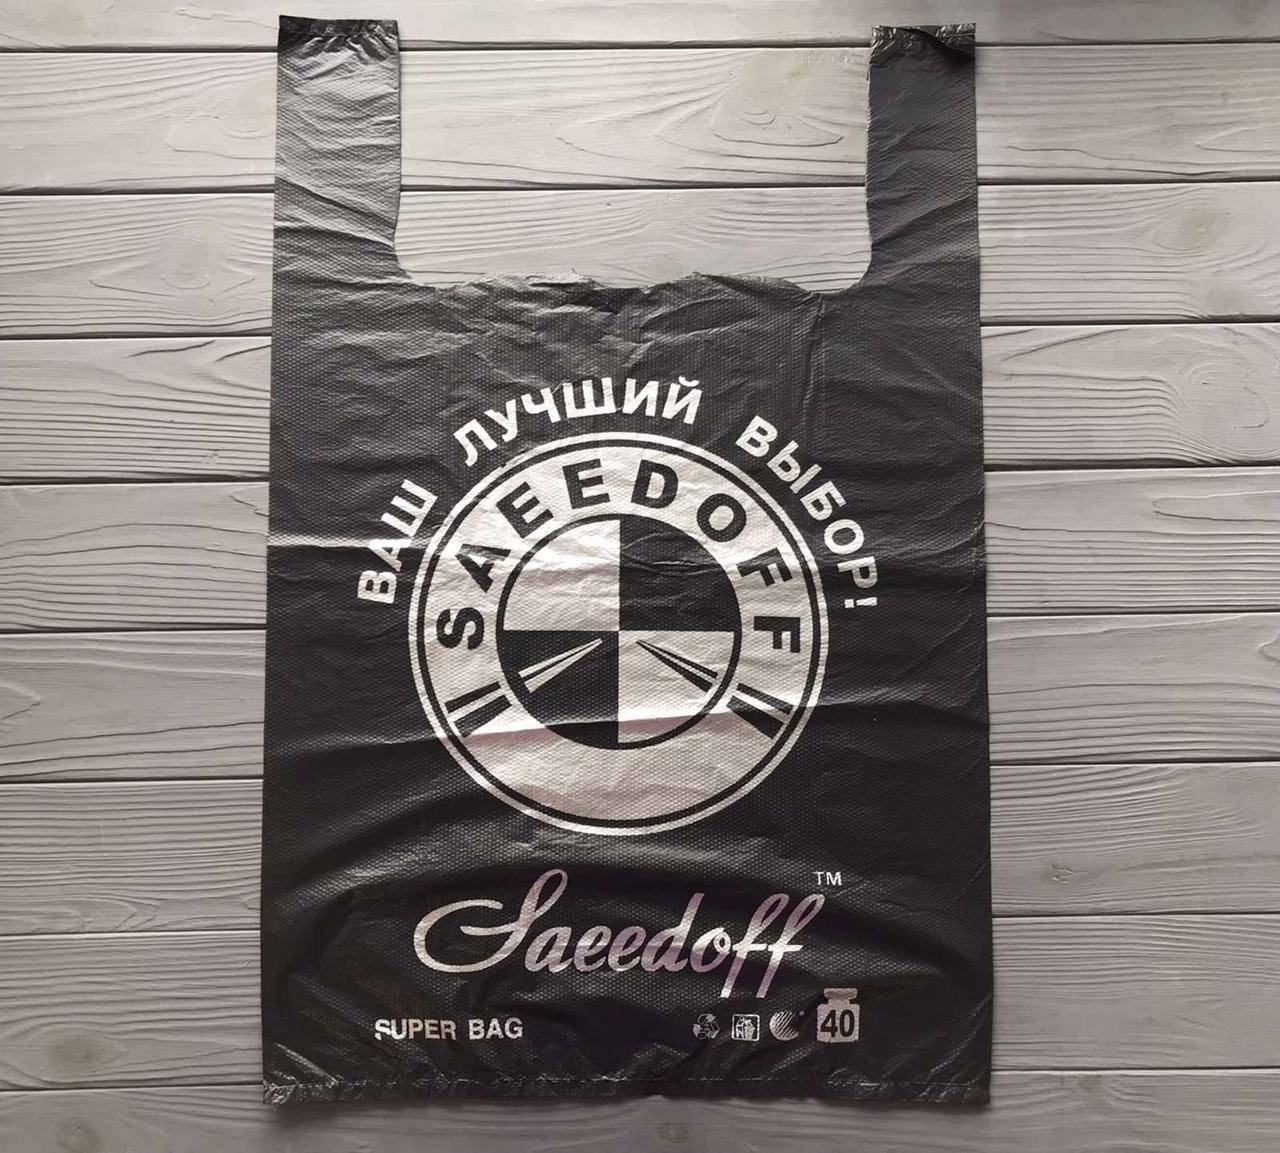 ВАШ ЛУЧШИЙ ВЫБОР!
SAEEDOFF
Saeedoff™
SUPER BAG
40